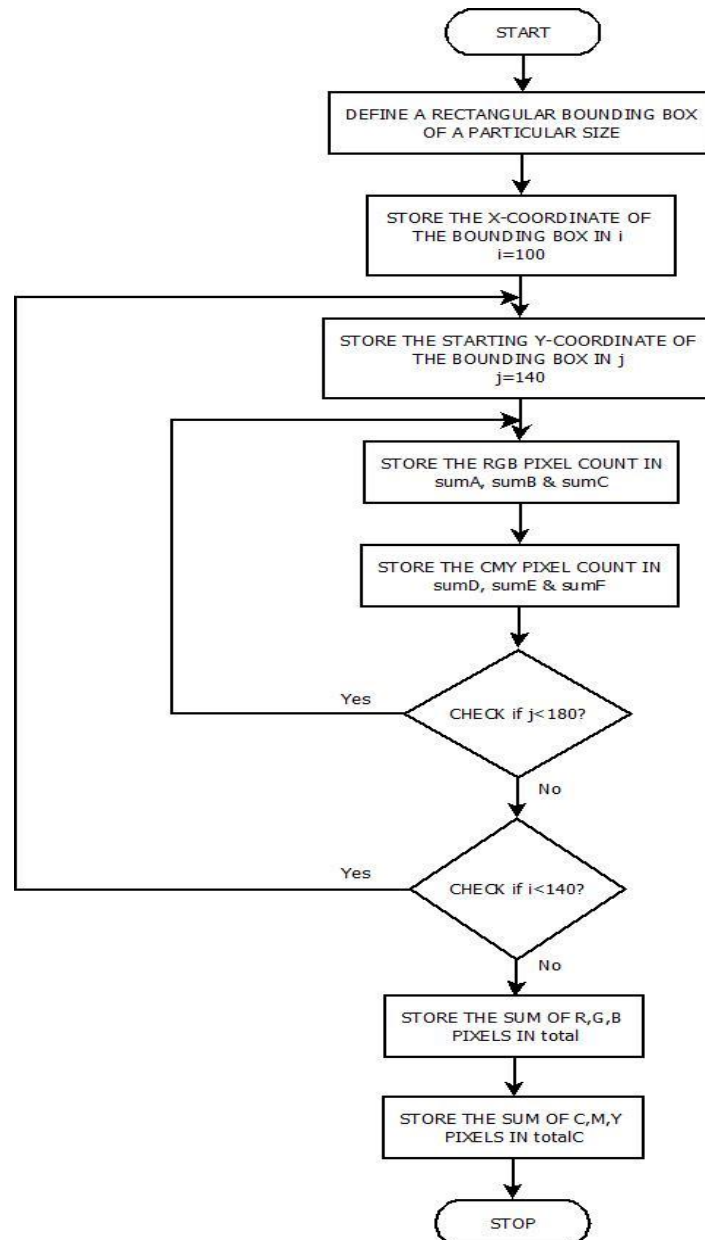 START
DEFINE A RECTANGULAR BOUNDING BOX
OF A PARTICULAR SIZE
STORE THE X-COORDINATE OF
THE BOUNDING BOX IN i
i=100
STORE THE STARTING Y-COORDINATE OF
THE BOUNDING BOX IN j
j=140
STORE THE RGB PIXEL COUNT IN
sumA, sumB & sumC
STORE THE CMY PIXEL COUNT IN
sumD, sumE & sumF
Yes
CHECK if j<180?
No
Yes
CHECK if i<140?
No
STORE THE SUM OF R,G,B
PIXELS IN total
STORE THE SUM OF C,M,Y
PIXELS IN totalC
STOP